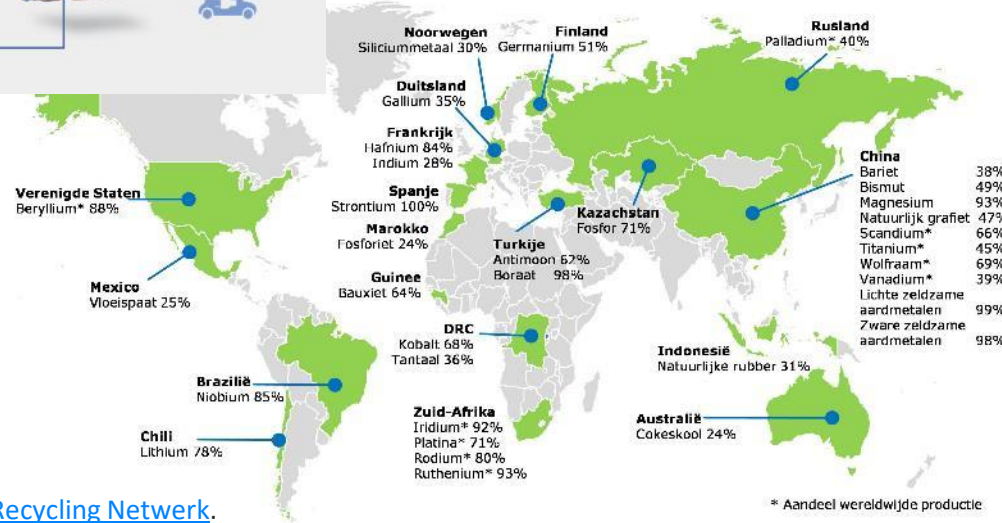 Noorwegen
Siliciummetaal 30%
Finland
Germanium 51%
Rusland
Palladium* 40%
Duitsland
Gallium 35%
Frankrijk
Hafnium 84%
Indium 28%
Verenigde Staten
Beryllium* 88%
Spanje
Strontium 100%
Marokko
Fosforiet 24%
Turkije
Antimoon 62%
Boraat 98%
Kazachstan
Fosfor 71%
China
Bariet 38%
Bismut 49%
Magnesium 93%
Natuurlijk grafiet 47%
Scandium* 66%
Titanium* 45%
Wolfraam* 69%
Vanadium* 39%
Lichte zeldzame
aardmetalen 99%
Zware zeldzame
aardmetalen 98%
Mexico
Vloeispaat 25%
Guinee
Bauxiet 64%
DRC
Kobalt 68%
Tantaal 36%
Indonesië
Natuurlijke rubber 31%
Brazilië
Niobium 85%
Zuid-Afrika
Iridium* 92%
Platina* 71%
Rodium* 80%
Ruthenium* 93%
Australië
Cokeskool 24%
Chili
Lithium 78%
* Aandeel wereldwijde productie
Recycling Netwerk.